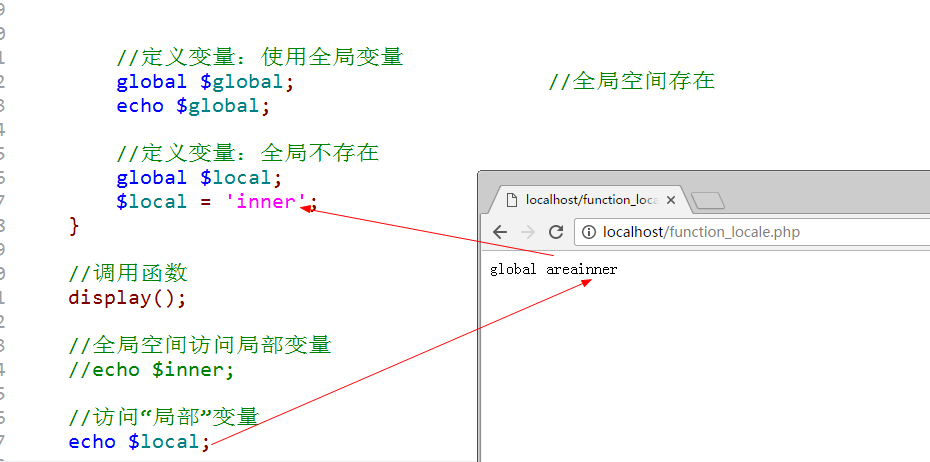 //定义变量：使用全局变量
global $global; //全局空间存在
echo $global;
//定义变量：全局不存在
global $local;
$local = 'inner';
}
//调用函数
display();
//全局空间访问局部变量
//echo $inner;
//访问“局部”变量
echo $local;
localhost/function_loca
localhost/function_locale.php
global areainner